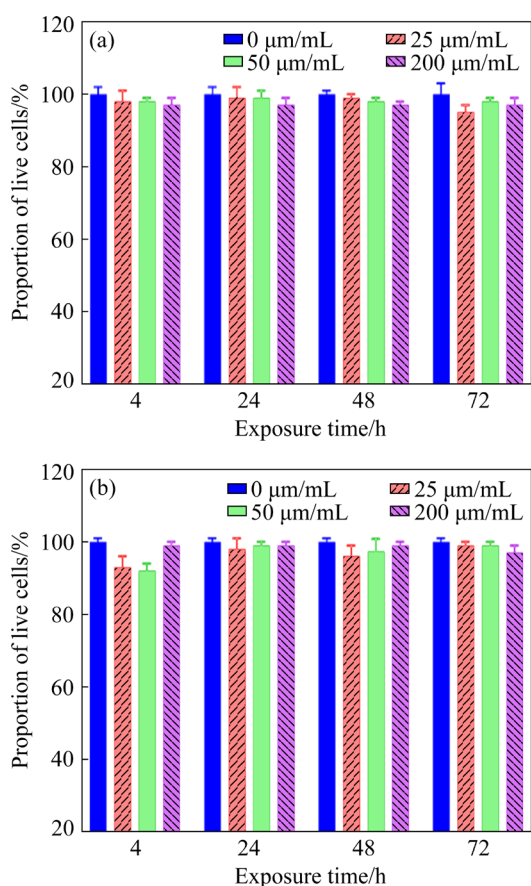 120
(a)
0 μm/mL
25 μm/mL
50 μm/mL
200 μm/mL
100
80
60
40
20
Proportion of live cells/%
4
24
48
72
Exposure time/h
120
(b)
0 μm/mL
25 μm/mL
50 μm/mL
200 μm/mL
100
80
60
40
20
Proportion of live cells/%
4
24
48
72
Exposure time/h